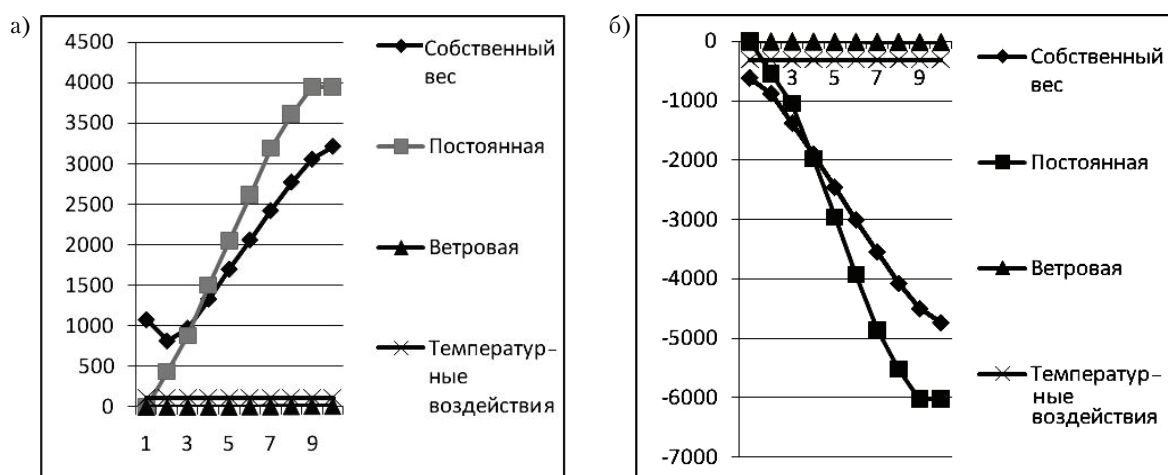 а)
4500
4000
3500
3000
2500
2000
1500
1000
500
0
1 3 5 7 9
Собственный
вес
Постоянная
Ветровая
Температур-
ные
воздействия
б)
0
-1000
-2000
-3000
-4000
-5000
-6000
-7000
1 3 5 7 9
Собственный
вес
Постоянная
Ветровая
Температур-
ные
воздействия